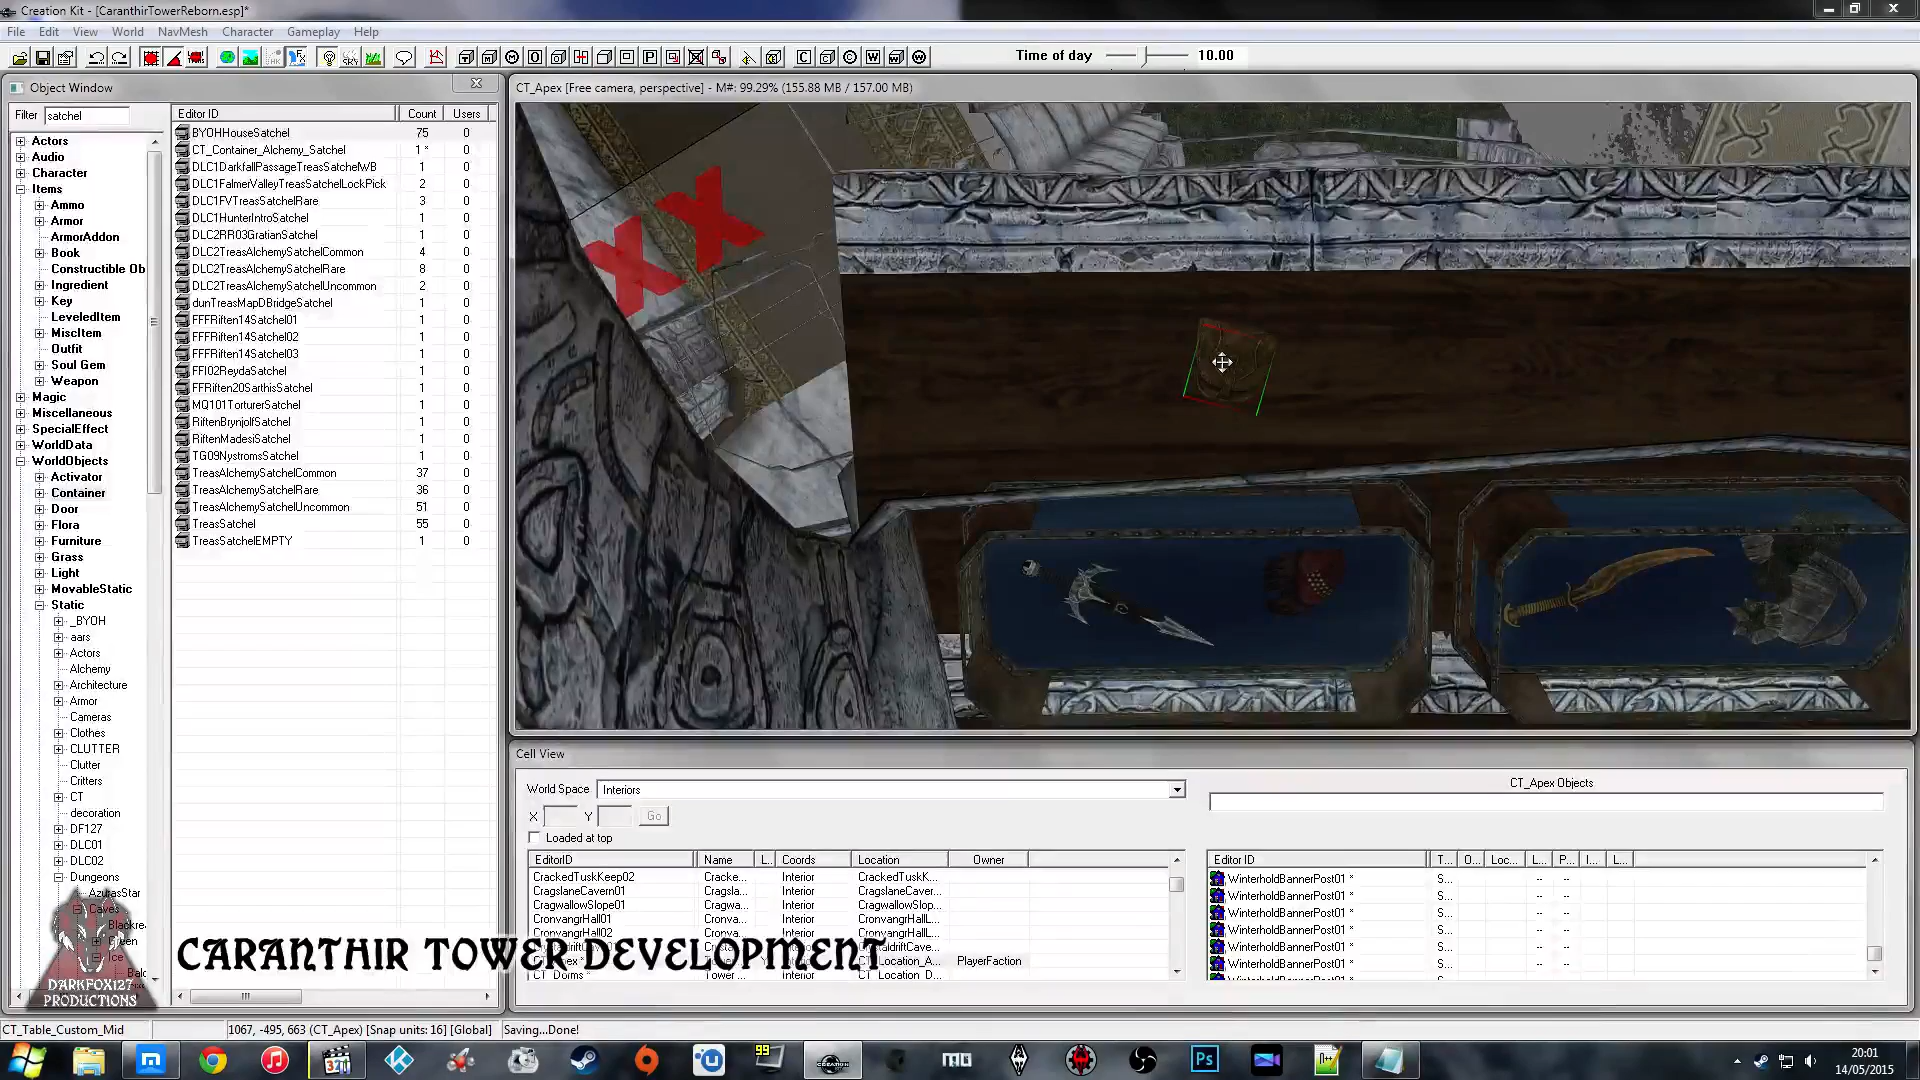 Creation Kit - [CaranthirTowerReborn.esp]*
File Edit View World NavMesh Character Gameplay Help
Time of day 10.00
Object Window
CT_Apex [Free camera, perspective] - M#: 99.29% (155.88 MB / 157.00 MB)
Filter satchel
Editor ID Count Users
BYOHHouseSatchel 75 0
CT_Container_Alchemy_Satchel 1 * 0
DLC1DarkfallPassageTreasSatchelWB 1 0
DLC1FalmerValleyTreasSatchelLockPick 2 0
DLC1FVTreasSatchelRare 3 0
DLC1HunterIntroSatchel 1 0
DLC2RR03GratianSatchel 1 0
DLC2TreasAlchemySatchelCommon 4 0
DLC2TreasAlchemySatchelRare 8 0
DLC2TreasAlchemySatchelUncommon 2 0
dunTreasMapDBridgeSatchel 1 0
FFFRiften14Satchel01 1 0
FFFRiften14Satchel02 1 0
FFFRiften14Satchel03 1 0
FFI02ReydaSatchel 1 0
FFRiften20SarthisSatchel 1 0
MQ101TorturerSatchel 1 0
RiftenBrynjolfSatchel 1 0
RiftenMadesiSatchel 1 0
TG09NystromsSatchel 1 0
TreasAlchemySatchelCommon 37 0
TreasAlchemySatchelRare 36 0
TreasAlchemySatchelUncommon 51 0
TreasSatchel 55 0
TreasSatchelEMPTY 1 0
Actors
Audio
Character
Items
Ammo
Armor
ArmorAddon
Book
Constructible Ob
Ingredient
Key
LeveledItem
MiscItem
Outfit
Soul Gem
Weapon
Magic
Miscellaneous
SpecialEffect
WorldData
WorldObjects
Activator
Container
Door
Flora
Furniture
Grass
Light
MovableStatic
Static
_BYOH
aars
Actors
Alchemy
Architecture
Armor
Cameras
Clothes
CLUTTER
Clutter
Critters
CT
decoration
DF127
DLC01
DLC02
Dungeons
AzurasStar
Caves
Green
Ice
Cell View
World Space Interiors
X Y Go
Loaded at top
EditorID Name L.. Coords Location Owner
CrackedTuskKeep02 Cracke... Interior CrackedTuskK...
CragslaneCavern01 Cragsla... Interior CragslaneCaver...
CragwallowSlope01 Cragw... Interior CragwallowSlop...
CronvangrHall01 Cronva... Interior CronvangrHallL...
CronvangrHall02 Cronva... Interior CronvangrHallL...
PlayerFaction
CT_Apex Objects
Editor ID T... O... Loc... L... P... I... L...
WinterholdBannerPost01 * S... -- --
WinterholdBannerPost01 * S... -- --
WinterholdBannerPost01 * S... -- --
WinterholdBannerPost01 * S... -- --
WinterholdBannerPost01 * S... -- --
WinterholdBannerPost01 * S... -- --
CARANTHIR TOWER DEVELOPMENT
DARKFOX127
PRODUCTIONS
CT_Table_Custom_Mid 1067, -495, 663 (CT_Apex) [Snap units: 16] [Global] Saving...Done!
20:01
14/05/2015